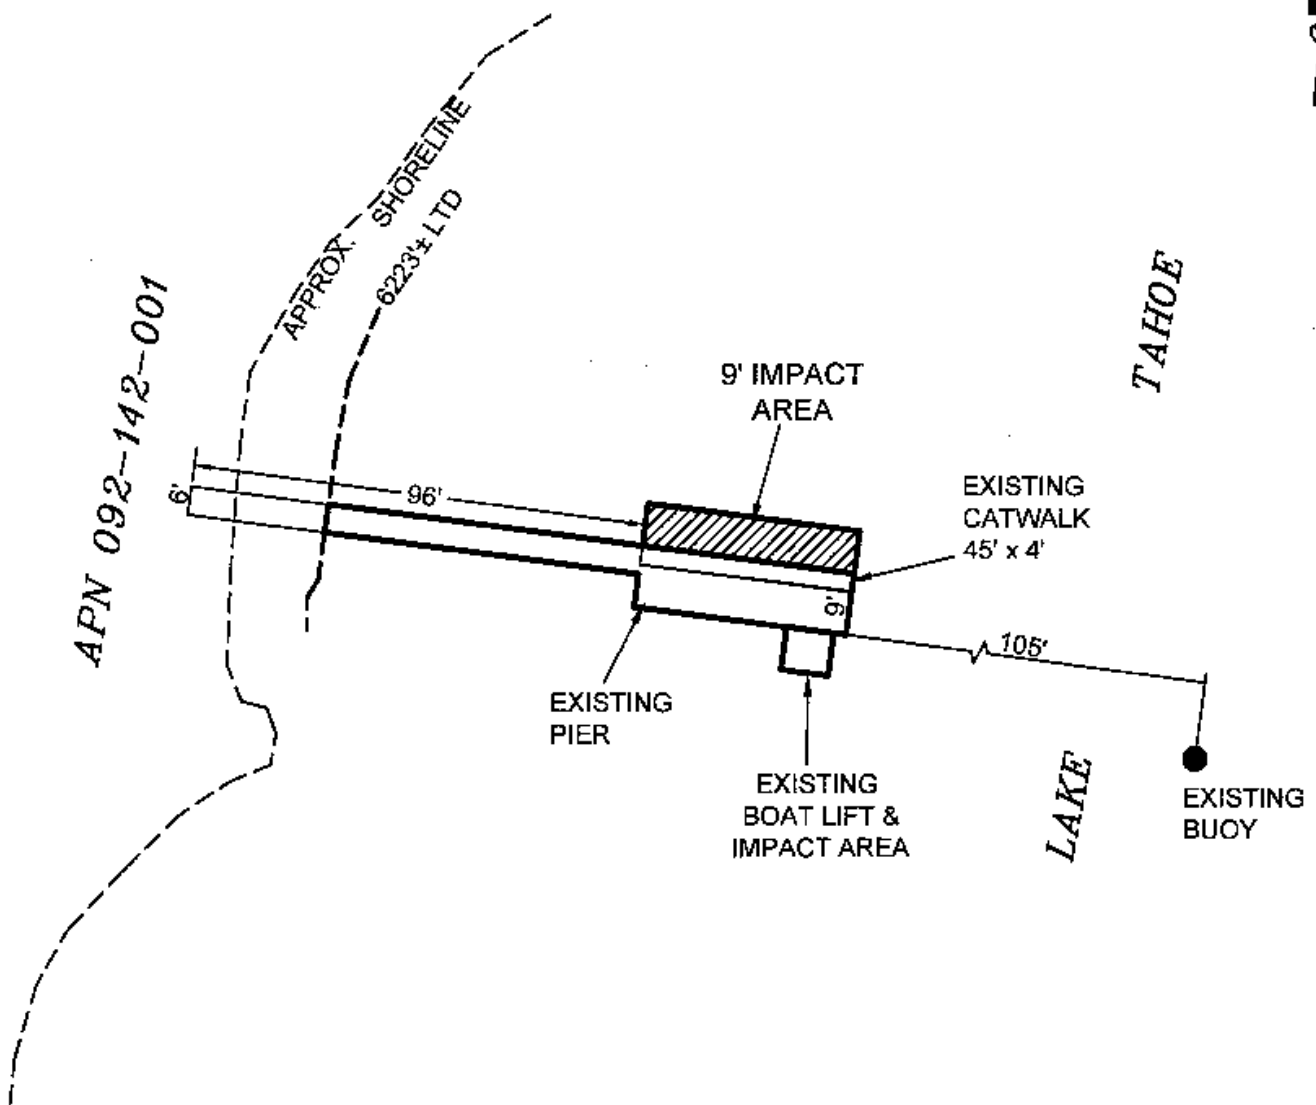 APPROX. SHORELINE
6223'± LTD
APN 092-142-001
TAHOE
9' IMPACT
AREA
6'
96'
EXISTING
CATWALK
45' x 4'
9'
105'
EXISTING
PIER
EXISTING
BOAT LIFT &
IMPACT AREA
LAKE
EXISTING
BUOY